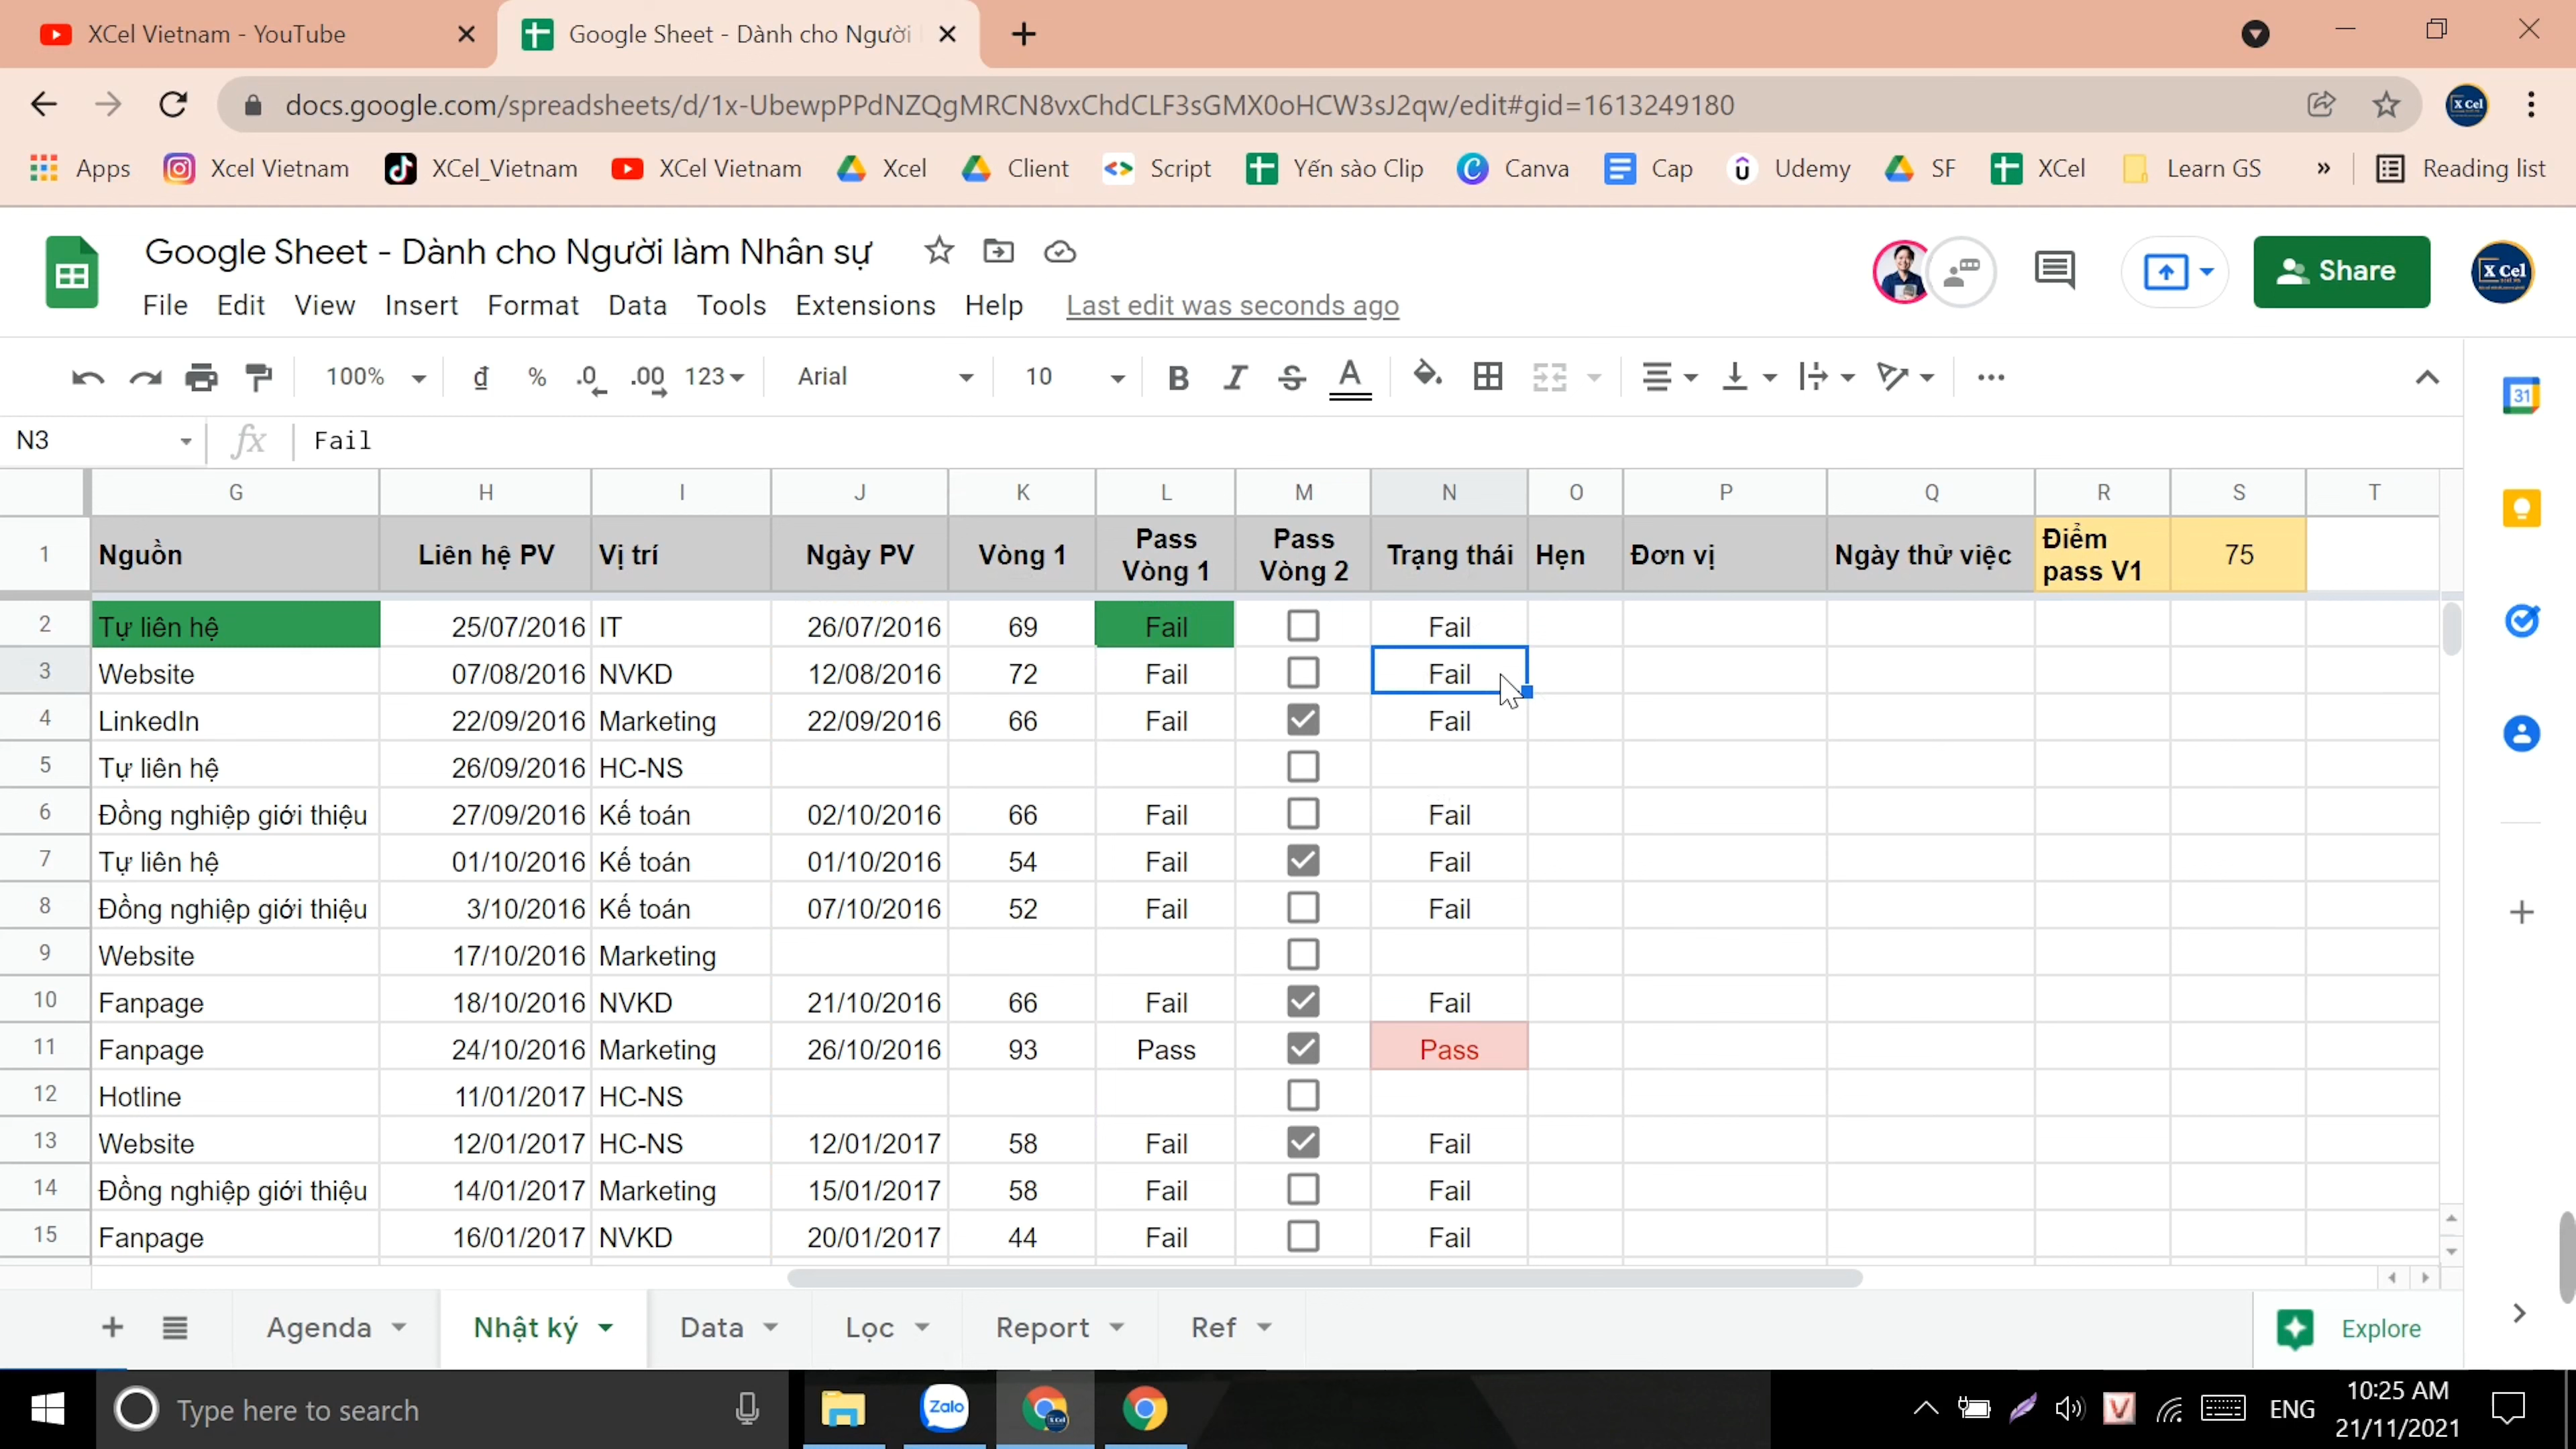 XCel Vietnam - YouTube
Google Sheet - Dành cho Người
docs.google.com/spreadsheets/d/1x-UbewpPPdNZQgMRCN8vxChdCLF3sGMX0oHCW3sJ2qw/edit#gid=1613249180
X Cel
Apps Xcel Vietnam XCel_Vietnam XCel Vietnam Xcel Client Script Yến sào Clip Canva Cap Udemy SF XCel Learn GS » Reading list
Google Sheet - Dành cho Người làm Nhân sự
Share
X Cel
File Edit View Insert Format Data Tools Extensions Help Last edit was seconds ago
100% đ % .0 .00 123 Arial 10 B I S A
31
N3 fx Fail
G H I J K L M N O P Q R S T
1 Nguồn Liên hệ PV Vị trí Ngày PV Vòng 1 Pass Vòng 1 Pass Vòng 2 Trạng thái Hẹn Đơn vị Ngày thử việc Điểm pass V1 75
2 Tự liên hệ 25/07/2016 IT 26/07/2016 69 Fail Fail
3 Website 07/08/2016 NVKD 12/08/2016 72 Fail Fail
4 LinkedIn 22/09/2016 Marketing 22/09/2016 66 Fail Fail
5 Tự liên hệ 26/09/2016 HC-NS
6 Đồng nghiệp giới thiệu 27/09/2016 Kế toán 02/10/2016 66 Fail Fail
7 Tự liên hệ 01/10/2016 Kế toán 01/10/2016 54 Fail Fail
8 Đồng nghiệp giới thiệu 3/10/2016 Kế toán 07/10/2016 52 Fail Fail
9 Website 17/10/2016 Marketing
10 Fanpage 18/10/2016 NVKD 21/10/2016 66 Fail Fail
11 Fanpage 24/10/2016 Marketing 26/10/2016 93 Pass Pass
12 Hotline 11/01/2017 HC-NS
13 Website 12/01/2017 HC-NS 12/01/2017 58 Fail Fail
14 Đồng nghiệp giới thiệu 14/01/2017 Marketing 15/01/2017 58 Fail Fail
15 Fanpage 16/01/2017 NVKD 20/01/2017 44 Fail Fail
Agenda Nhật ký Data Lọc Report Ref Explore
Type here to search
Zalo
V
ENG
10:25 AM
21/11/2021